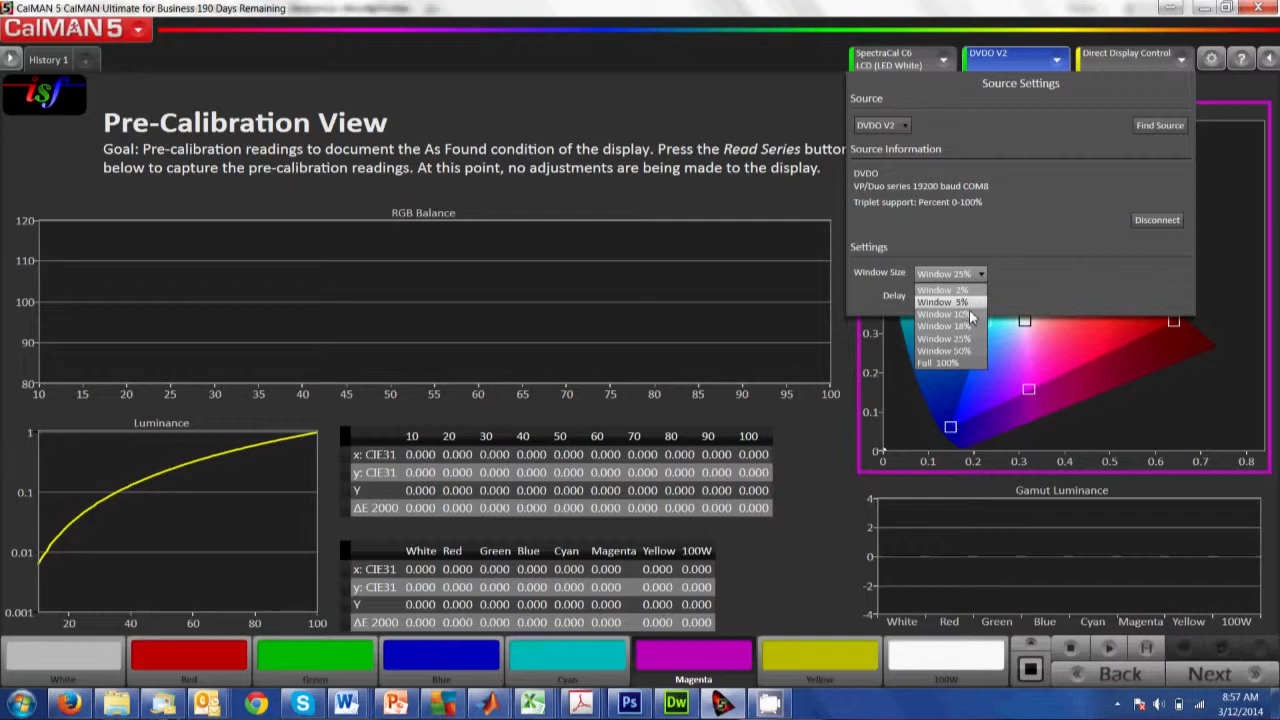 CalMAN 5 CalMAN Ultimate for Business 190 Days Remaining
CalMAN 5
History 1
SpectraCal C6
LCD (LED White)
DVDO V2
Direct Display Control
isf
Pre-Calibration View
Goal: Pre-calibration readings to document the As Found condition of the display. Press the Read Series button
below to capture the pre-calibration readings. At this point, no adjustments are being made to the display.
Source Settings
Source
DVDO V2
Find Source
Source Information
DVDO
VP/Duo series 19200 baud COM8
Triplet support: Percent 0-100%
Disconnect
Settings
Window Size
Window 25%
Delay
Window 2%
Window 5%
Window 10%
Window 18%
Window 25%
Window 50%
Full 100%
RGB Balance
120
110
100
90
80
10 15 20 25 30 35 40 45 50 55 60 65 70 75 80 85 90 95 100
0.3
0.2
0.1
0
0 0.1 0.2 0.3 0.4 0.5 0.6 0.7 0.8
Luminance
1
0.1
0.01
0.001
20 40 60 80 100
10 20 30 40 50 60 70 80 90 100
x: CIE31 0.000 0.000 0.000 0.000 0.000 0.000 0.000 0.000 0.000 0.000
y: CIE31 0.000 0.000 0.000 0.000 0.000 0.000 0.000 0.000 0.000 0.000
Y 0.000 0.000 0.000 0.000 0.000 0.000 0.000 0.000 0.000 0.000
ΔE 2000 0.000 0.000 0.000 0.000 0.000 0.000 0.000 0.000 0.000 0.000
White Red Green Blue Cyan Magenta Yellow 100W
x: CIE31 0.000 0.000 0.000 0.000 0.000 0.000 0.000 0.000
y: CIE31 0.000 0.000 0.000 0.000 0.000 0.000 0.000 0.000
Y 0.000 0.000 0.000 0.000 0.000 0.000 0.000 0.000
ΔE 2000 0.000 0.000 0.000 0.000 0.000 0.000 0.000 0.000
Gamut Luminance
4
2
0
-2
-4
White Red Green Blue Cyan Magenta Yellow 100W
White Red Green Blue Cyan Magenta Yellow 100W
Back
Next
8:57 AM
3/12/2014